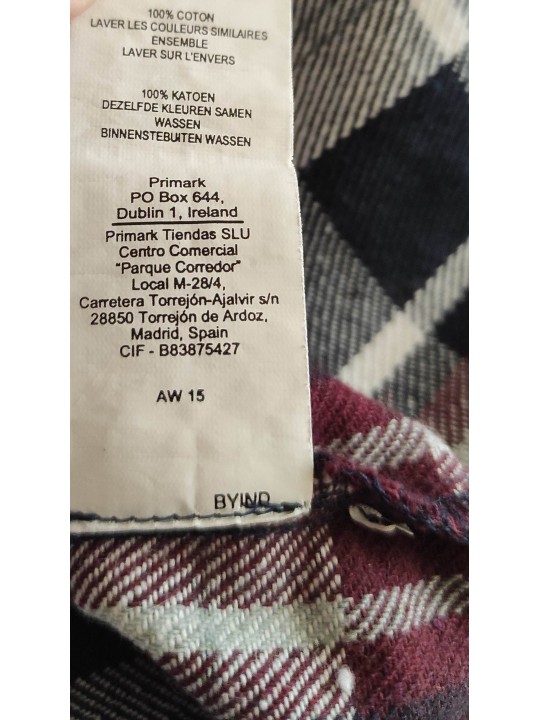 100% COTON
LAVER LES COULEURS SIMILAIRES
ENSEMBLE
LAVER SUR L'ENVERS
100% KATOEN
DEZELFDE KLEUREN SAMEN
WASSEN
BINNENSTEBUITEN WASSEN
Primark
PO Box 644,
Dublin 1, Ireland
Primark Tiendas SLU
Centro Comercial
"Parque Corredor"
Local M-28/4,
Carretera Torrejón-Ajalvir s/n
28850 Torrejón de Ardoz,
Madrid, Spain
CIF - B83875427
AW 15
BYIND